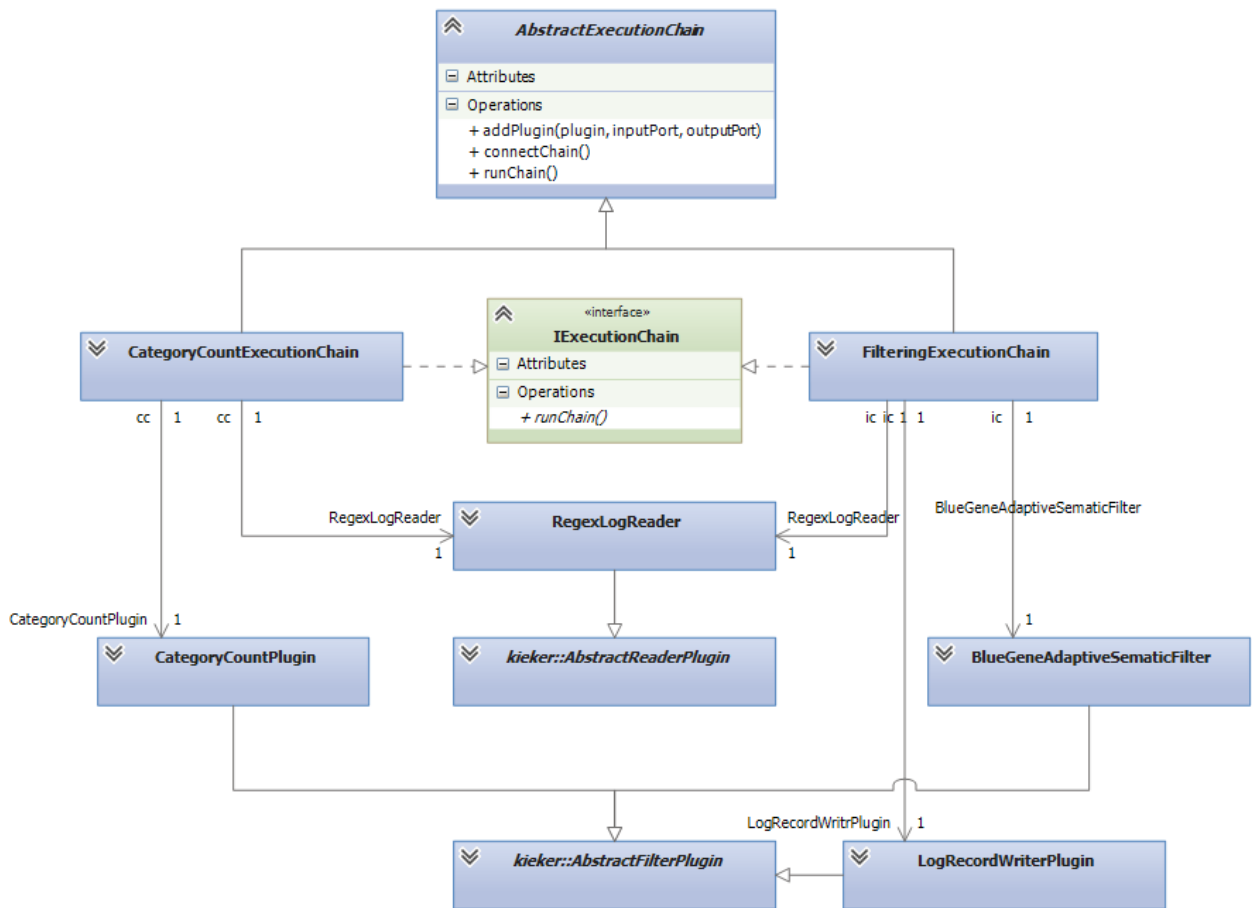 AbstractExecutionChain
Attributes
Operations
+ addPlugin(plugin, inputPort, outputPort)
+ connectChain()
+ runChain()
«interface»
IExecutionChain
Attributes
Operations
+ runChain()
CategoryCountExecutionChain
FilteringExecutionChain
cc 1 cc 1
ic ic 1 1 ic 1
RegexLogReader
1
RegexLogReader
RegexLogReader
1
BlueGeneAdaptiveSematicFilter
CategoryCountPlugin 1
1
CategoryCountPlugin
kieker::AbstractReaderPlugin
BlueGeneAdaptiveSematicFilter
LogRecordWritrPlugin 1
kieker::AbstractFilterPlugin
LogRecordWriterPlugin